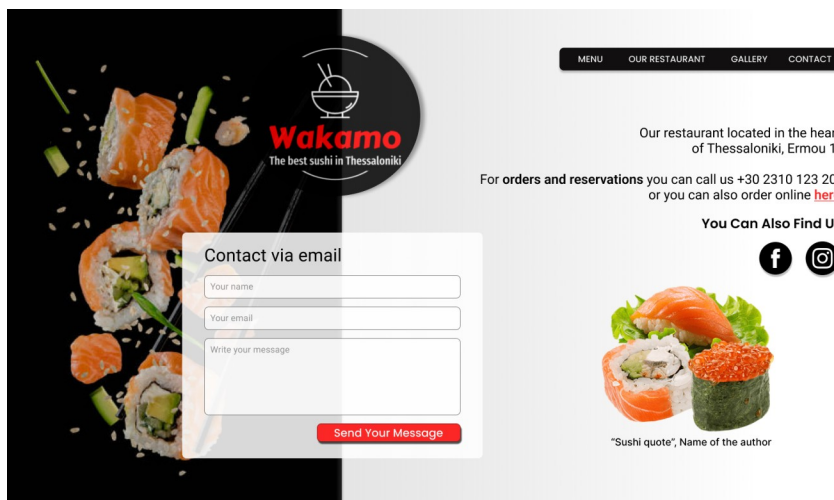 MENU OUR RESTAURANT GALLERY CONTACT
Wakamo
The best sushi in Thessaloniki
Our restaurant located in the hear
of Thessaloniki, Ermou 1
For orders and reservations you can call us +30 2310 123 20
or you can also order online her
You Can Also Find U
Contact via email
Your name
Your email
Write your message
Send Your Message
“Sushi quote”, Name of the author